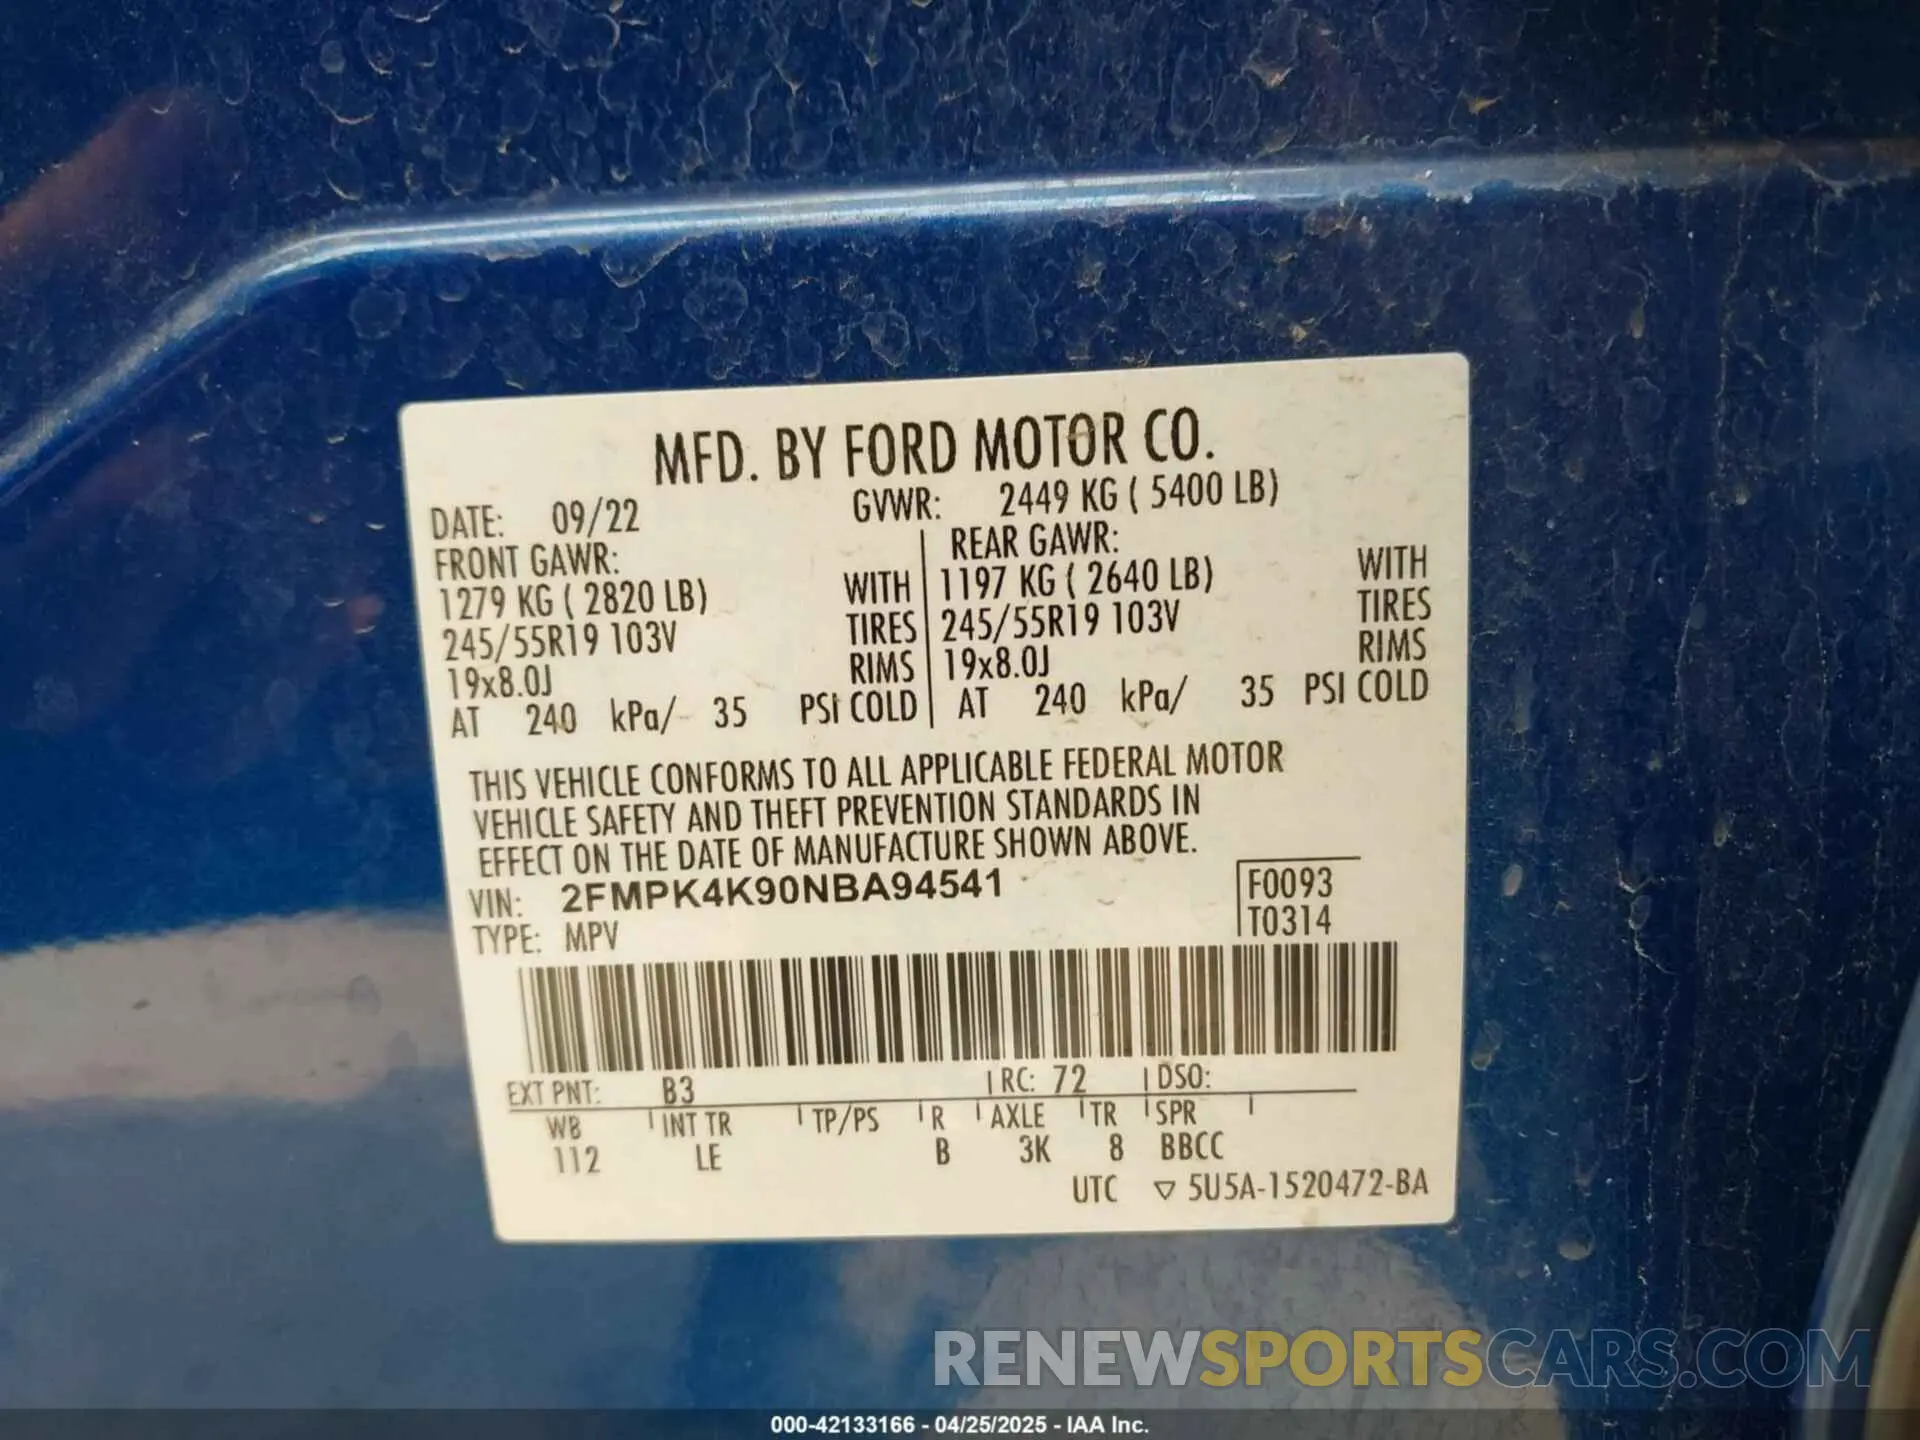 MFD. BY FORD MOTOR CO.
DATE: 09/22 GVWR: 2449 KG ( 5400 LB)
FRONT GAWR: REAR GAWR:
1279 KG ( 2820 LB) WITH 1197 KG ( 2640 LB) WITH
245/55R19 103V TIRES 245/55R19 103V TIRES
19x8.0J RIMS 19x8.0J RIMS
AT 240 kPa/ 35 PSI COLD AT 240 kPa/ 35 PSI COLD
THIS VEHICLE CONFORMS TO ALL APPLICABLE FEDERAL MOTOR
VEHICLE SAFETY AND THEFT PREVENTION STANDARDS IN
EFFECT ON THE DATE OF MANUFACTURE SHOWN ABOVE.
VIN: 2FMPK4K90NBA94541 F0093
TYPE: MPV T0314
EXT PNT: B3 RC: 72 DSO:
WB INT TR TP/PS R AXLE TR SPR
112 LE B 3K 8 BBCC
UTC ▽ 5U5A-1520472-BA
RENEWSPORTSCARS.COM
000-42133166 - 04/25/2025 - IAA Inc.